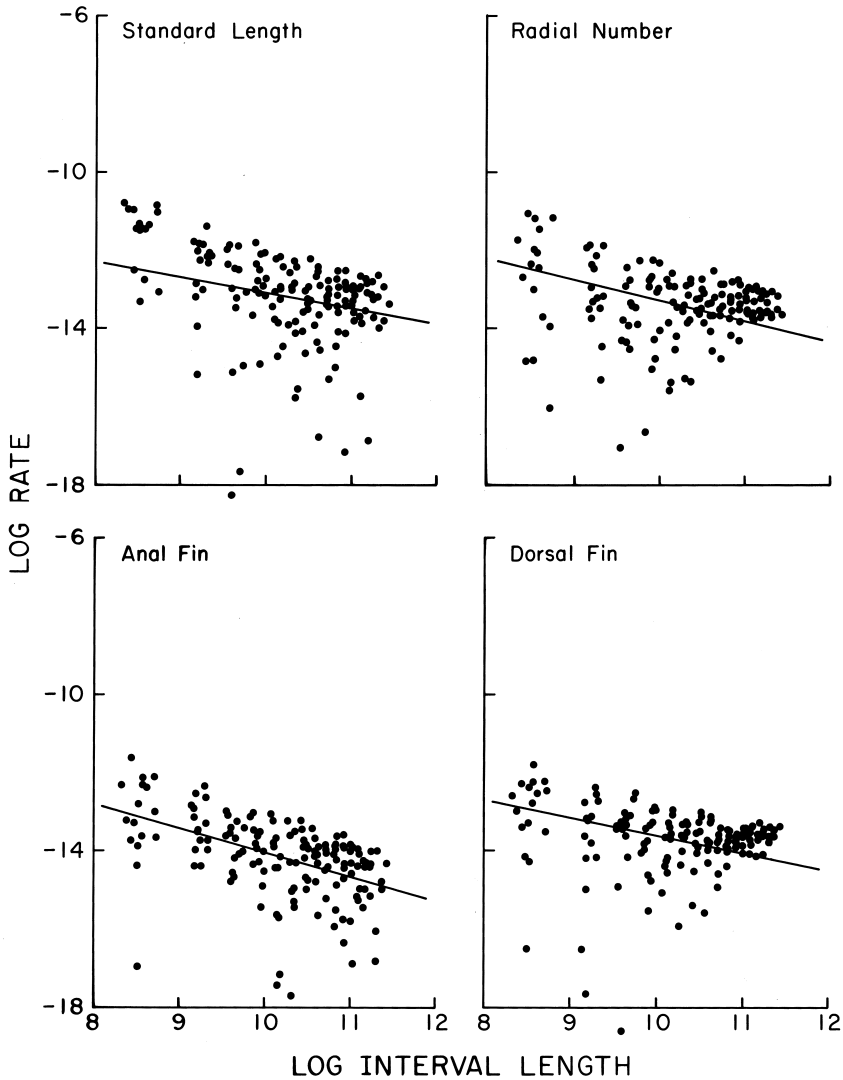 Standard Length
Radial Number
-6
-10
-14
-18
Anal Fin
Dorsal Fin
-6
-10
-14
-18
8 9 10 11 12 8 9 10 11 12
LOG RATE
LOG INTERVAL LENGTH